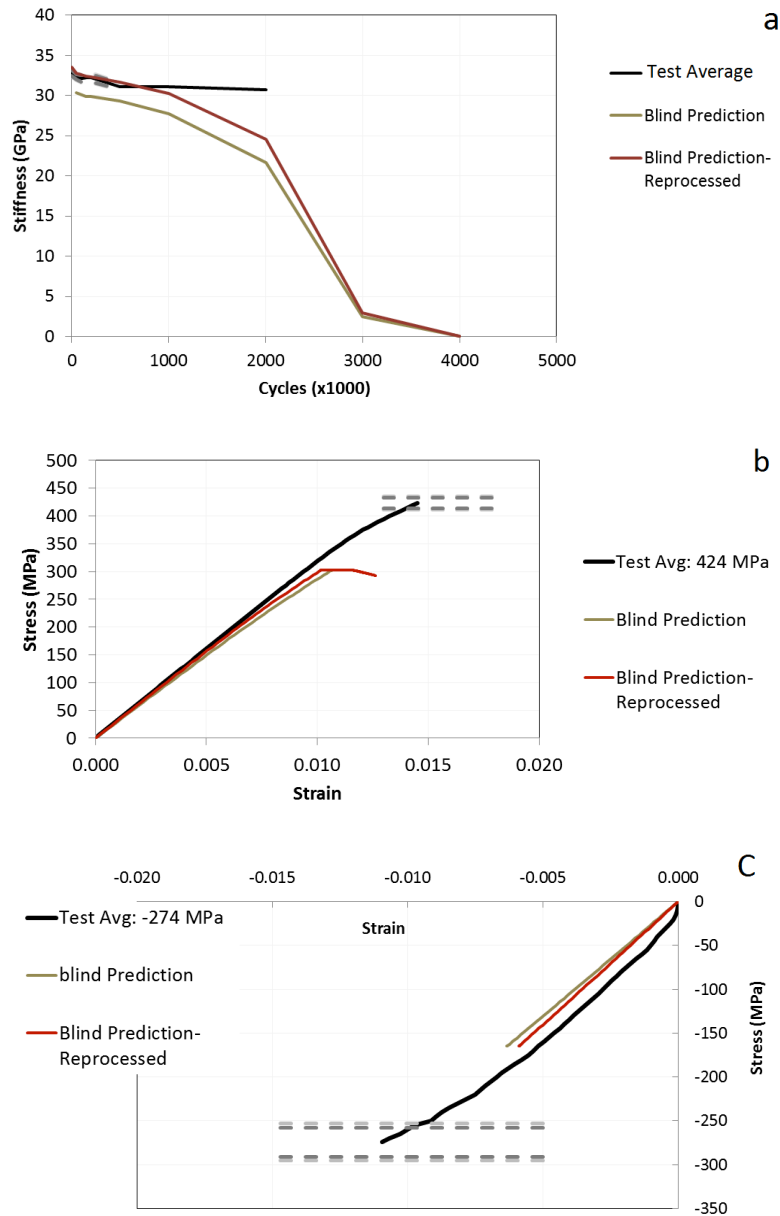 a
40
35
30
25
20
15
10
5
0
Stiffness (GPa)
0 1000 2000 3000 4000 5000
Cycles (x1000)
Test Average
Blind Prediction
Blind Prediction-
Reprocessed
b
500
450
400
350
300
250
200
150
100
50
0
Stress (MPa)
0.000 0.005 0.010 0.015 0.020
Strain
Test Avg: 424 MPa
Blind Prediction
Blind Prediction-
Reprocessed
C
-0.020 -0.015 -0.010 -0.005 0.000
Strain
0
-50
-100
-150
-200
-250
-300
-350
Stress (MPa)
Test Avg: -274 MPa
blind Prediction
Blind Prediction-
Reprocessed